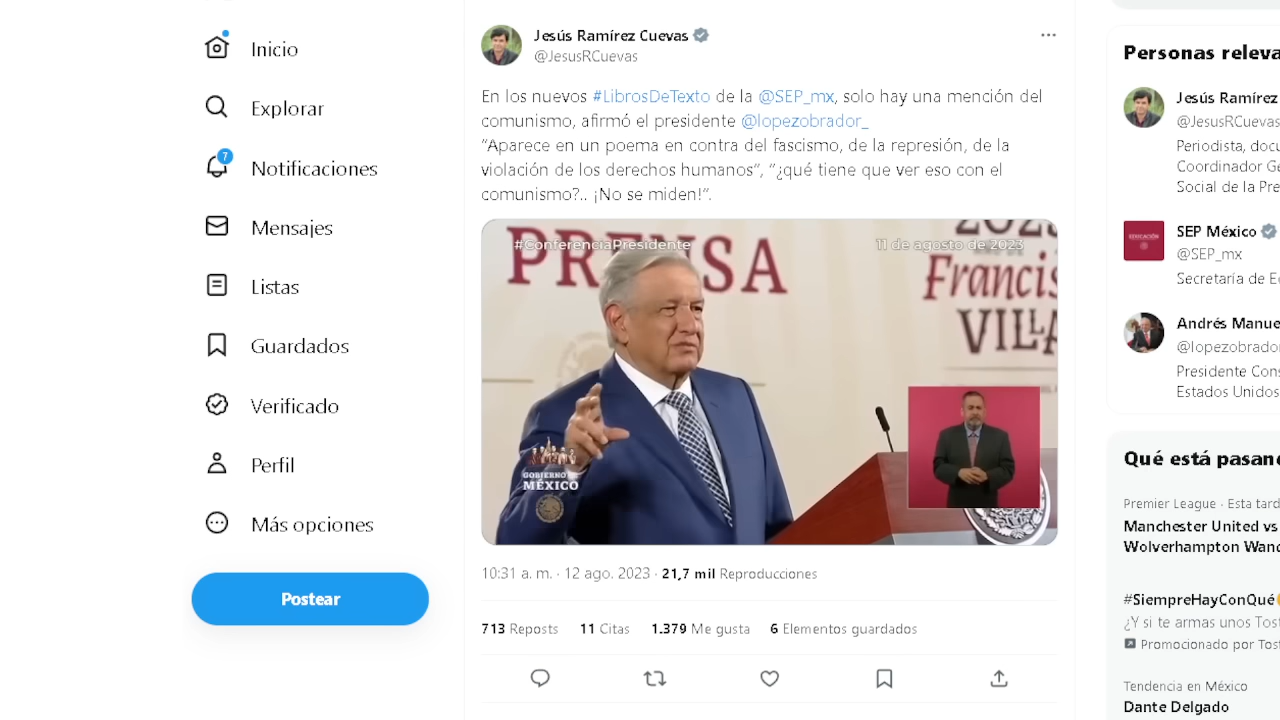 Inicio
Explorar
7
Notificaciones
Mensajes
Listas
Guardados
Verificado
Perfil
Más opciones
Postear
Jesús Ramírez Cuevas
@JesusRCuevas
En los nuevos #LibrosDeTexto de la @SEP_mx, solo hay una mención del
comunismo, afirmó el presidente @lopezobrador_
“Aparece en un poema en contra del fascismo, de la represión, de la
violación de los derechos humanos”, “¿qué tiene que ver eso con el
comunismo?.. ¡No se miden!”.
#ConferenciaPresidente
11 de agosto de 2023
PRENSA
2023
Francis
VILLA
GOBIERNO DE
MÉXICO
10:31 a. m. · 12 ago. 2023 · 21,7 mil Reproducciones
713 Reposts 11 Citas 1.379 Me gusta 6 Elementos guardados
Personas releva
Jesús Ramírez
@JesusRCuevas
Periodista, docu
Coordinador Ge
Social de la Pre
EDUCACIÓN
SEP México
@SEP_mx
Secretaría de E
Andrés Manue
@lopezobrador
Presidente Cons
Estados Unidos
Qué está pasand
Premier League · Esta tard
Manchester United vs
Wolverhampton Wand
#SiempreHayConQué
¿Y si te armas unos Tost
Promocionado por Tost
Tendencia en México
Dante Delgado